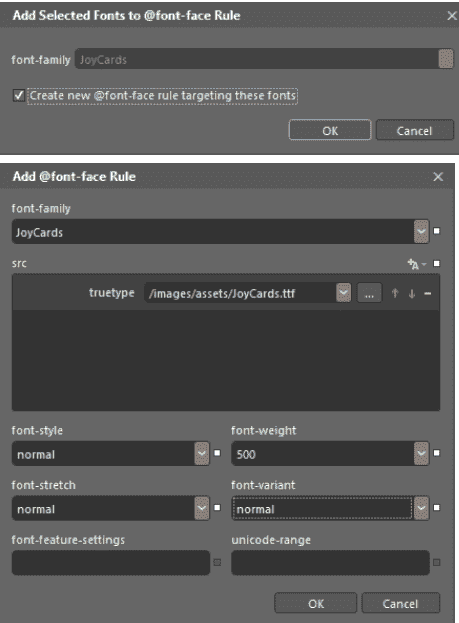 Add Selected Fonts to @font-face Rule
font-family JoyCards
Create new @font-face rule targeting these fonts
OK Cancel
Add @font-face Rule
font-family
JoyCards
src
truetype /images/assets/JoyCards.ttf ...
font-style font-weight
normal 500
font-stretch font-variant
normal normal
font-feature-settings unicode-range
OK Cancel